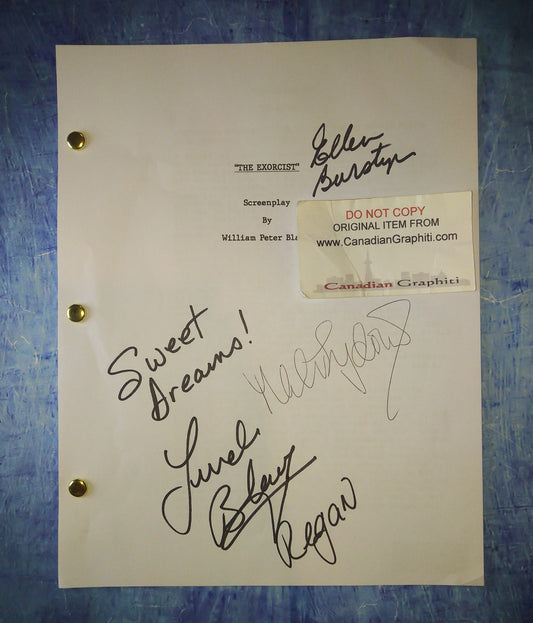 "THE EXORCIST"
Ellen
Burstyn
Screenplay
By
William Peter Bla
DO NOT COPY
ORIGINAL ITEM FROM
www.CanadianGraphiti.com
Canadian Graphiti
Sweet
Dreams!
Blair
Regan